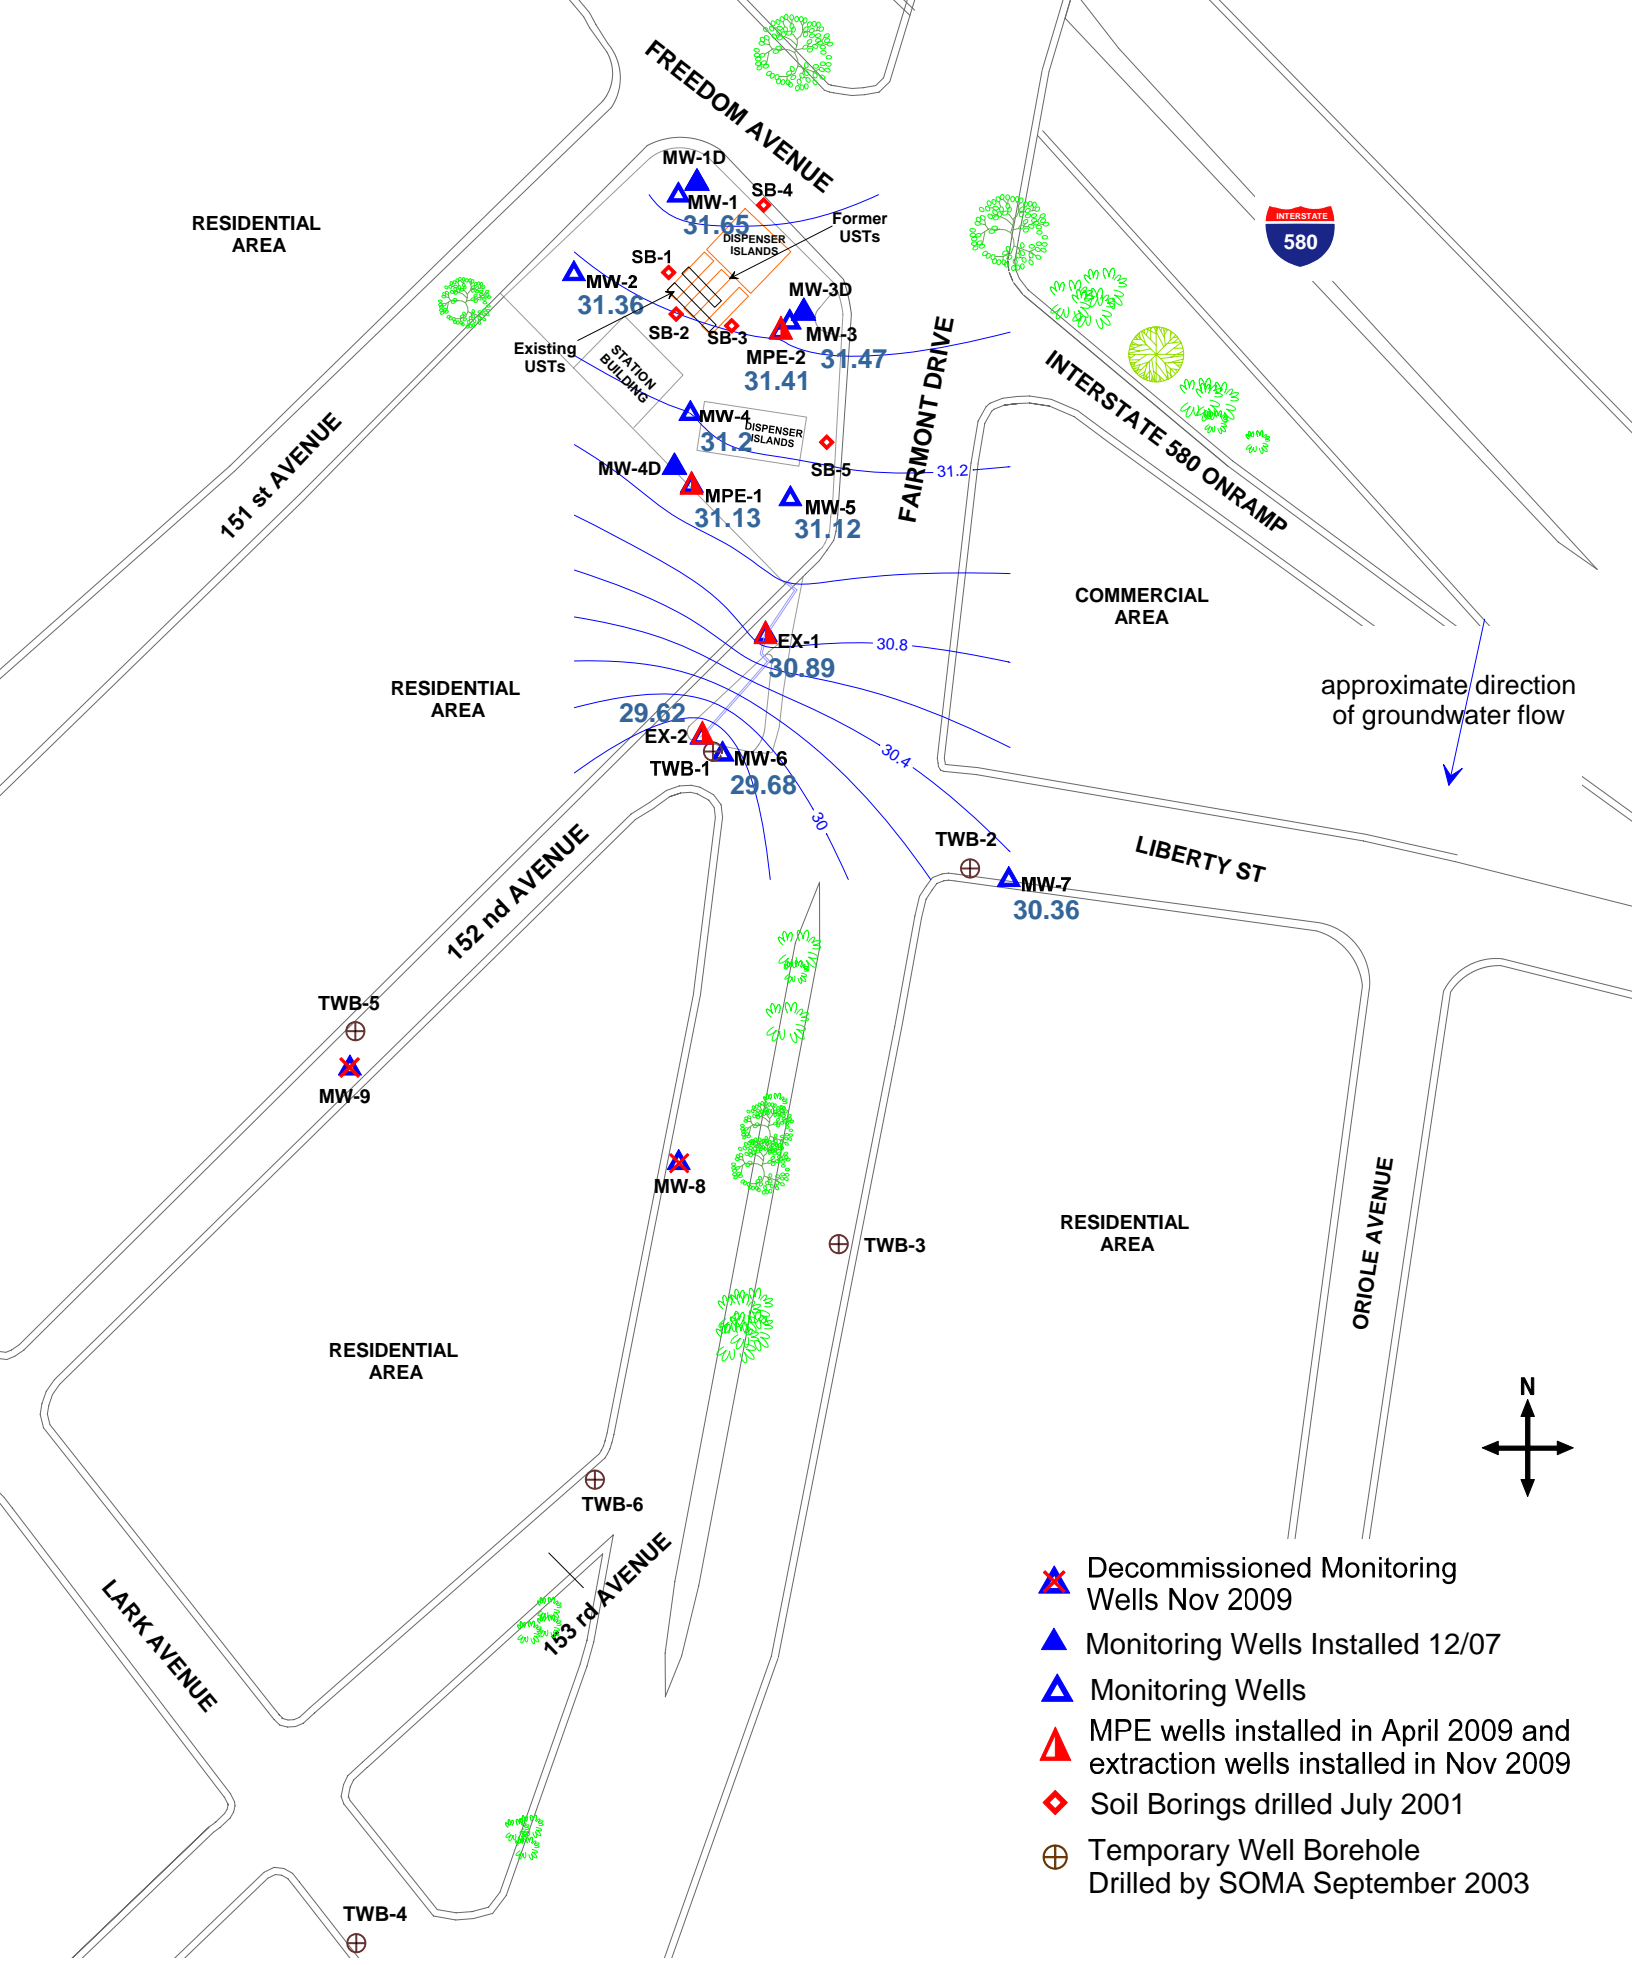 FREEDOM AVENUE
MW-1D
MW-1
31.65
SB-4
Former
USTs
DISPENSER
ISLANDS
RESIDENTIAL
AREA
INTERSTATE
580
SB-1
MW-2
31.36
MW-3D
MW-3
31.47
SB-2
SB-3
MPE-2
31.41
Existing
USTs
STATION
BUILDING
FAIRMONT DRIVE
INTERSTATE 580 ONRAMP
MW-4
31.2
DISPENSER
ISLANDS
SB-5
31.2
MW-4D
MPE-1
31.13
MW-5
31.12
151 st AVENUE
COMMERCIAL
AREA
EX-1
30.89
30.8
RESIDENTIAL
AREA
approximate direction
of groundwater flow
29.62
EX-2
TWB-1
MW-6
29.68
30.4
30
TWB-2
MW-7
30.36
LIBERTY ST
152 nd AVENUE
TWB-5
MW-9
MW-8
TWB-3
RESIDENTIAL
AREA
ORIOLE AVENUE
RESIDENTIAL
AREA
N
TWB-6
153 rd AVENUE
LARK AVENUE
TWB-4
Decommissioned Monitoring
Wells Nov 2009
Monitoring Wells Installed 12/07
Monitoring Wells
MPE wells installed in April 2009 and
extraction wells installed in Nov 2009
Soil Borings drilled July 2001
Temporary Well Borehole
Drilled by SOMA September 2003